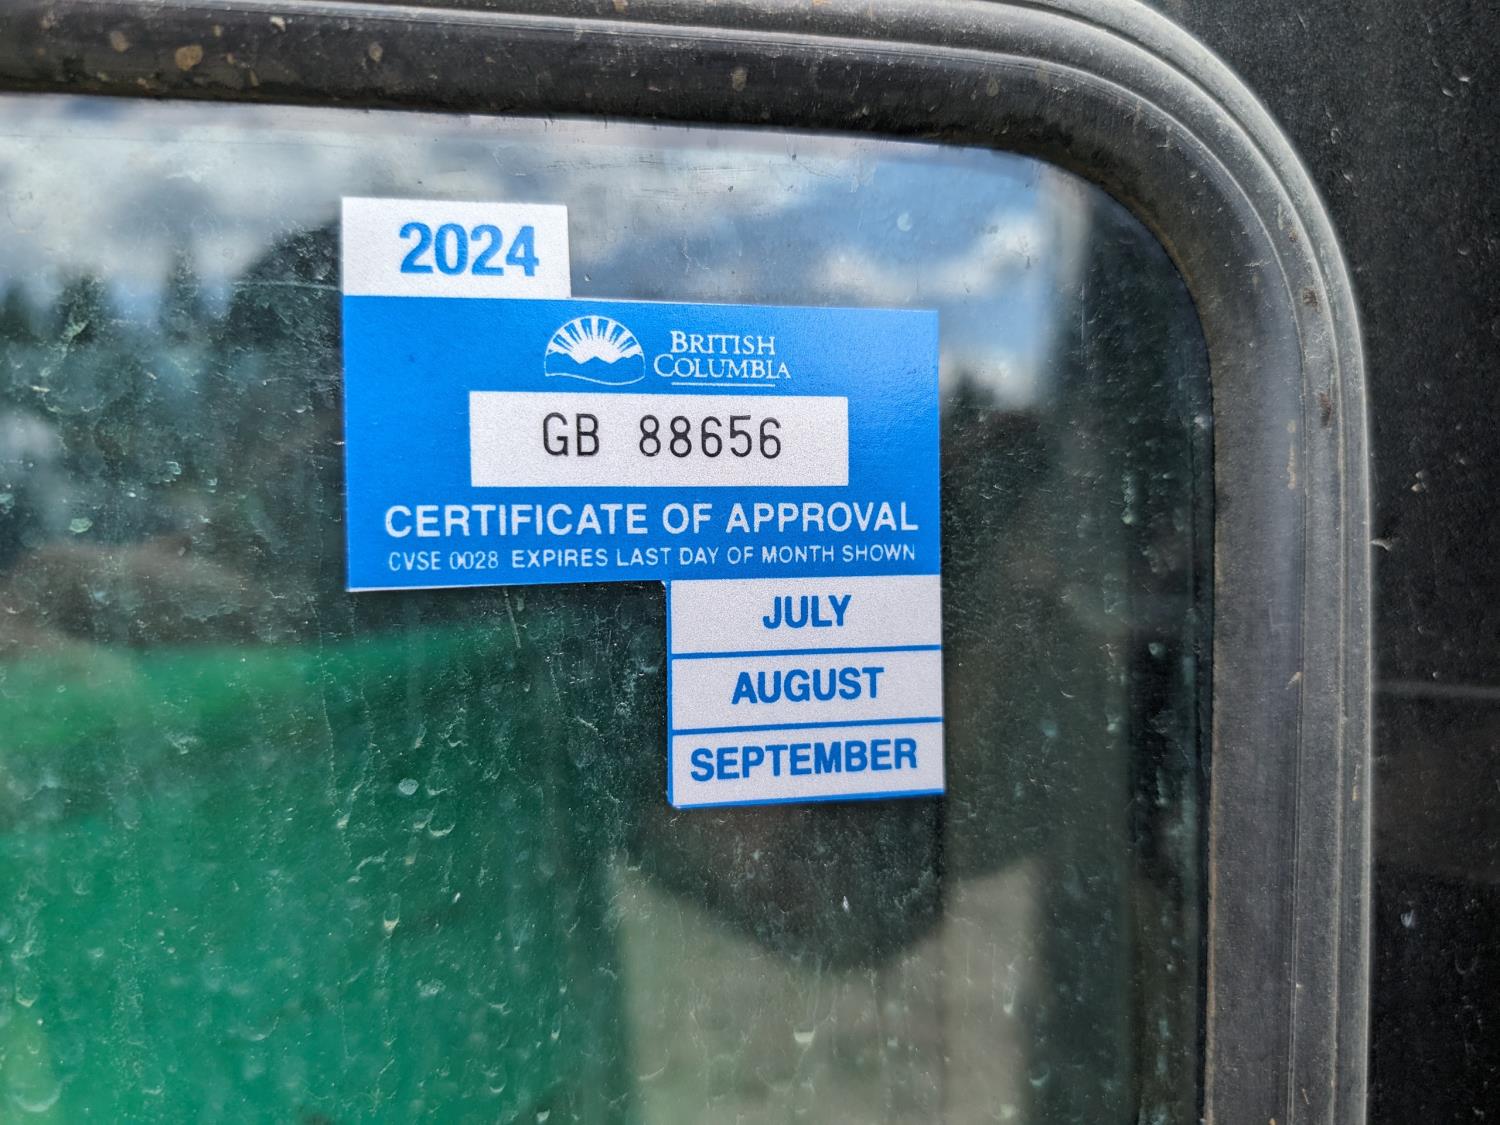 2024
BRITISH
COLUMBIA
GB 88656
CERTIFICATE OF APPROVAL
CVSE 0028 EXPIRES LAST DAY OF MONTH SHOWN
JULY
AUGUST
SEPTEMBER